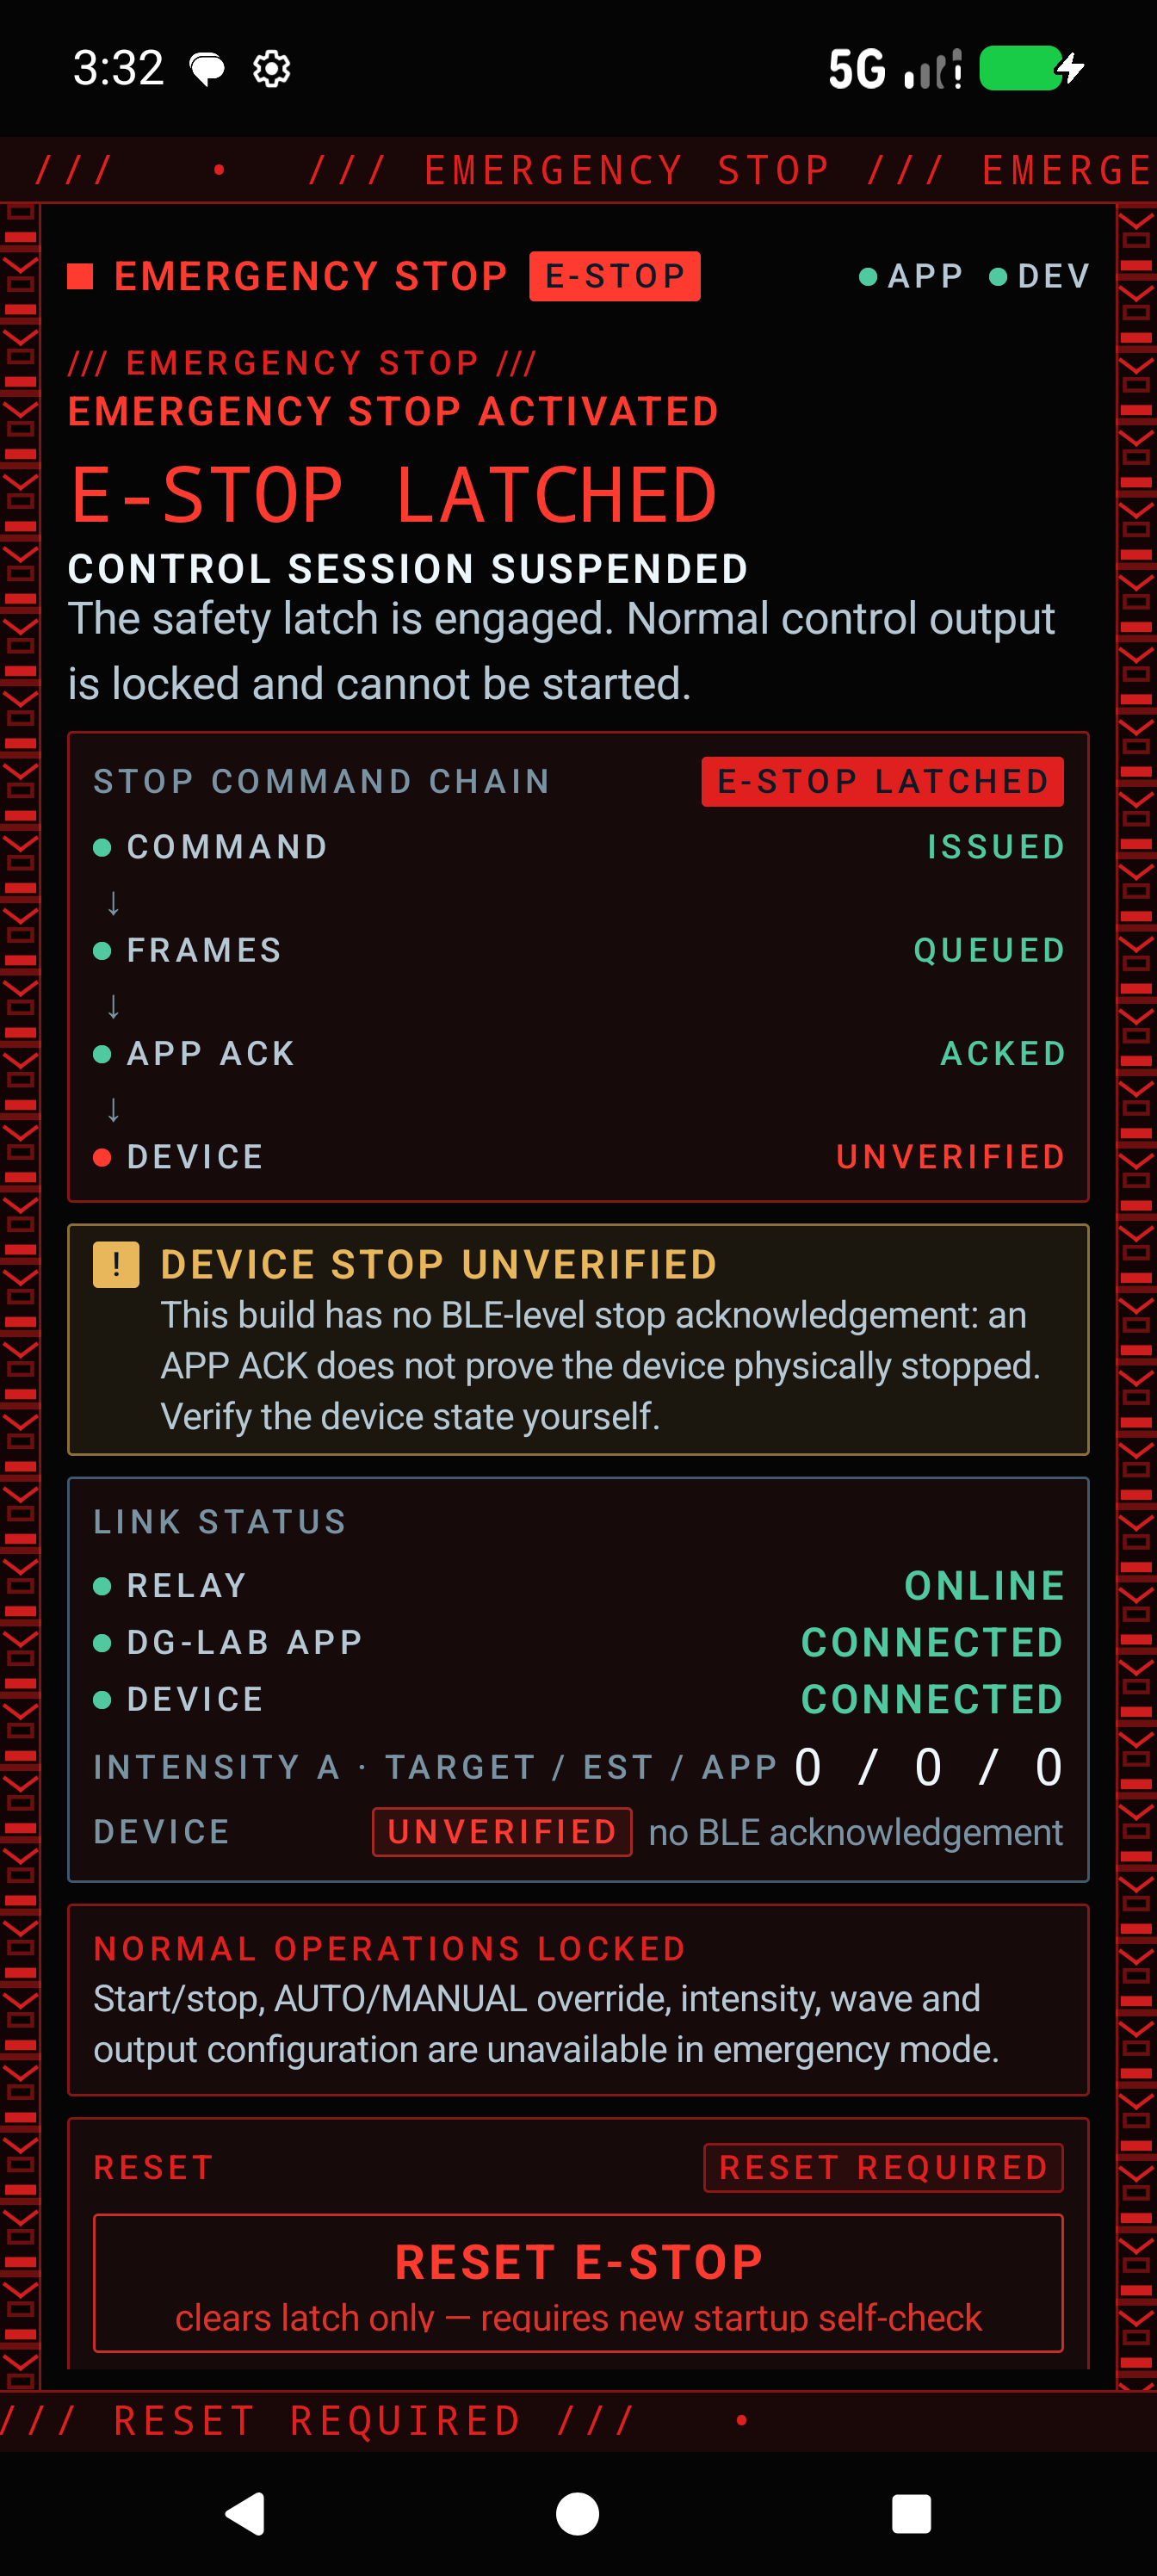 3:32
5G
/// • /// EMERGENCY STOP /// EMERGE
EMERGENCY STOP E-STOP APP DEV
/// EMERGENCY STOP ///
EMERGENCY STOP ACTIVATED
E-STOP LATCHED
CONTROL SESSION SUSPENDED
The safety latch is engaged. Normal control output
is locked and cannot be started.
STOP COMMAND CHAIN E-STOP LATCHED
COMMAND ISSUED
↓
FRAMES QUEUED
↓
APP ACK ACKED
↓
DEVICE UNVERIFIED
! DEVICE STOP UNVERIFIED
This build has no BLE-level stop acknowledgement: an
APP ACK does not prove the device physically stopped.
Verify the device state yourself.
LINK STATUS
RELAY ONLINE
DG-LAB APP CONNECTED
DEVICE CONNECTED
INTENSITY A · TARGET / EST / APP 0 / 0 / 0
DEVICE UNVERIFIED no BLE acknowledgement
NORMAL OPERATIONS LOCKED
Start/stop, AUTO/MANUAL override, intensity, wave and
output configuration are unavailable in emergency mode.
RESET RESET REQUIRED
RESET E-STOP
clears latch only — requires new startup self-check
/// RESET REQUIRED /// •